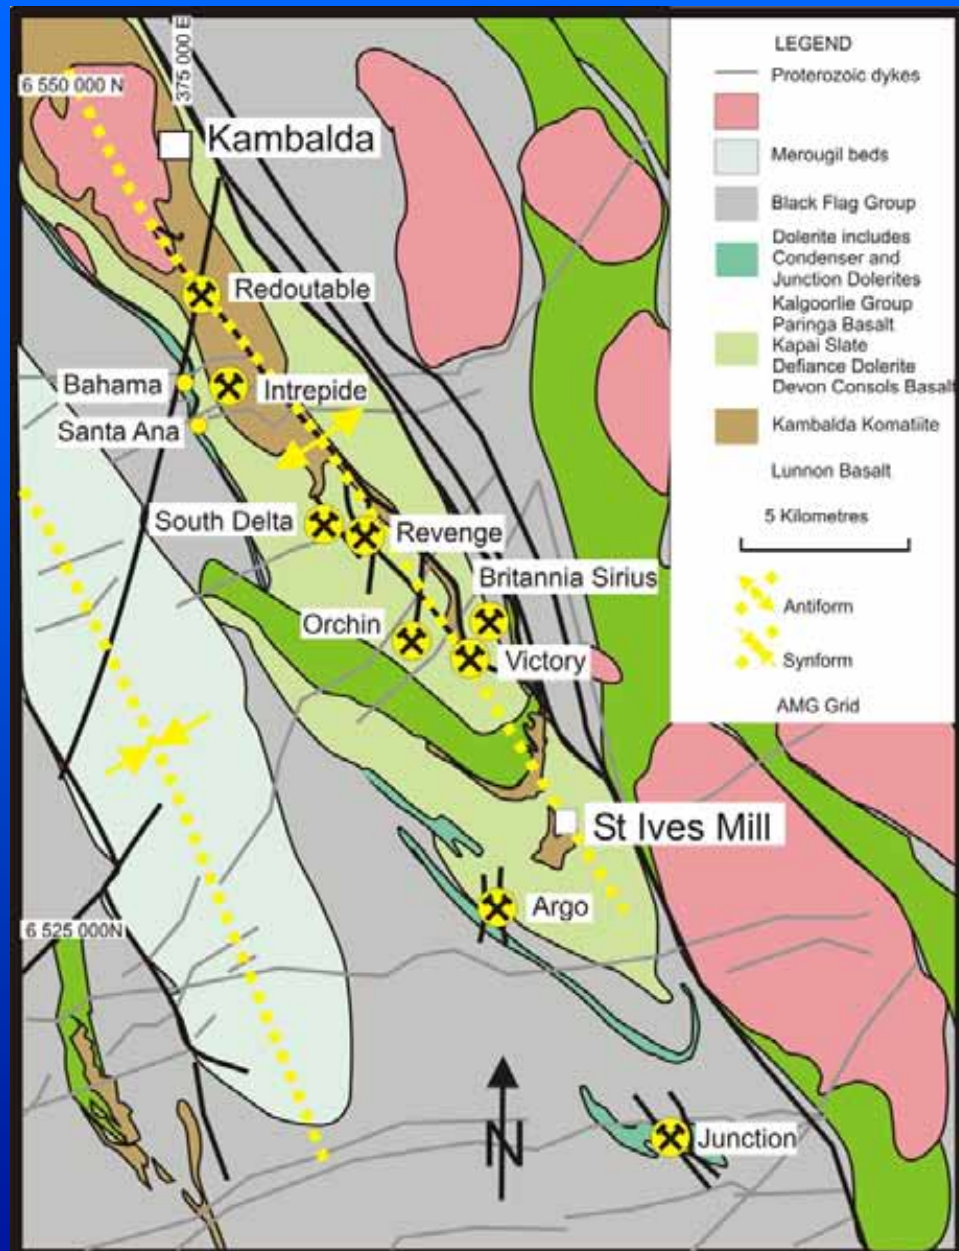 LEGEND
Proterozoic dykes
Merougil beds
Black Flag Group
Dolerite includes
Condenser and
Junction Dolerites
Kalgoorlie Group
Paringa Basalt
Kapai Slate
Defiance Dolerite
Devon Consols Basalt
Kambalda Komatiite
Lunnon Basalt
5 Kilometres
Antiform
Synform
AMG Grid
375 000 E
6 550 000 N
Kambalda
Redoutable
Bahama
Intrepide
Santa Ana
South Delta
Revenge
Britannia Sirius
Orchin
Victory
St Ives Mill
Argo
6 525 000N
N
Junction